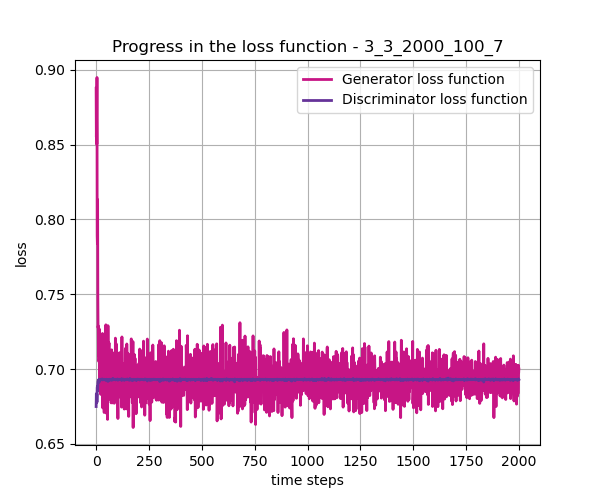 Progress in the loss function - 3_3_2000_100_7
Generator loss function
Discriminator loss function
0.90
0.85
0.80
0.75
0.70
0.65
loss
0 250 500 750 1000 1250 1500 1750 2000
time steps